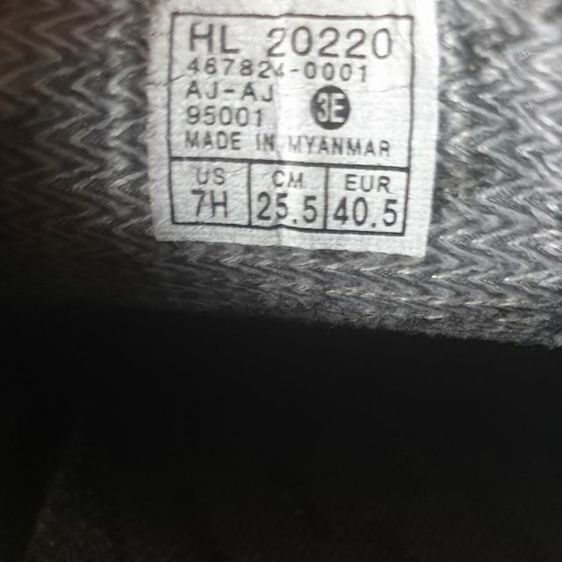 HL 20220
467824-0001
AJ-AJ
95001 3E
MADE IN MYANMAR
US CM EUR
7H 25.5 40.5